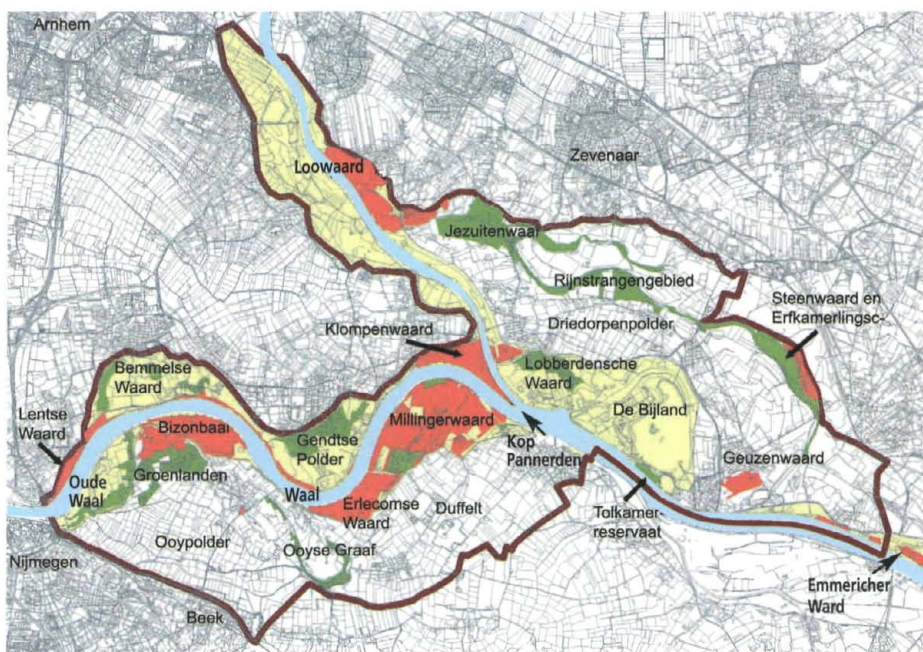 Arnhem
Loowaard
Zevenaar
Jezuitenwaai
Rijnstrangengebied
Steenwaard en
Erfkamerlingsc-
Driedorpenpolder
Klompenwaard
Lobberdensche
Waard
Bemmelse
Waard
De Bijland
Lentse
Waard
Bizonbaai
Millingerwaard
Gendtse
Polder
Kop
Pannerden
Geuzenwaard
Groenlanden
Oude
Waal
Waal
Erlecomse
Waard
Duffelt
Tolkamer-
reservaat
Ooypolder
Ooyse Graaf
Nijmegen
Emmericher
Ward
Beek